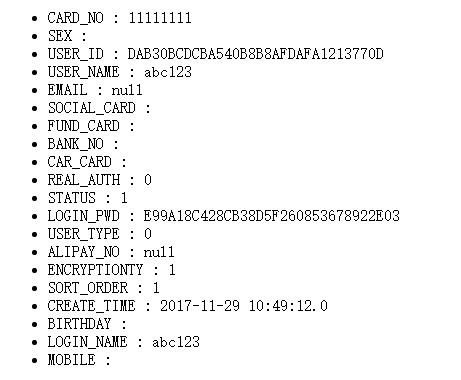 CARD_NO : 11111111
SEX :
USER_ID : DAB30BCDCBA540B8B8AFDAFA1213770D
USER_NAME : abc123
EMAIL : null
SOCIAL_CARD :
FUND_CARD :
BANK_NO :
CAR_CARD :
REAL_AUTH : 0
STATUS : 1
LOGIN_PWD : E99A18C428CB38D5F260853678922E03
USER_TYPE : 0
ALIPAY_NO : null
ENCRYPTIONTY : 1
SORT_ORDER : 1
CREATE_TIME : 2017-11-29 10:49:12.0
BIRTHDAY :
LOGIN_NAME : abc123
MOBILE :